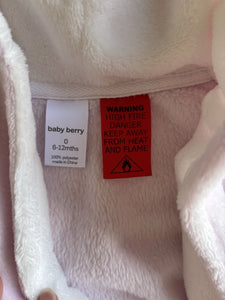 baby berry
0
6-12mths
100% polyester
made in China
WARNING
HIGH FIRE
DANGER
KEEP AWAY
FROM HEAT
AND FLAME